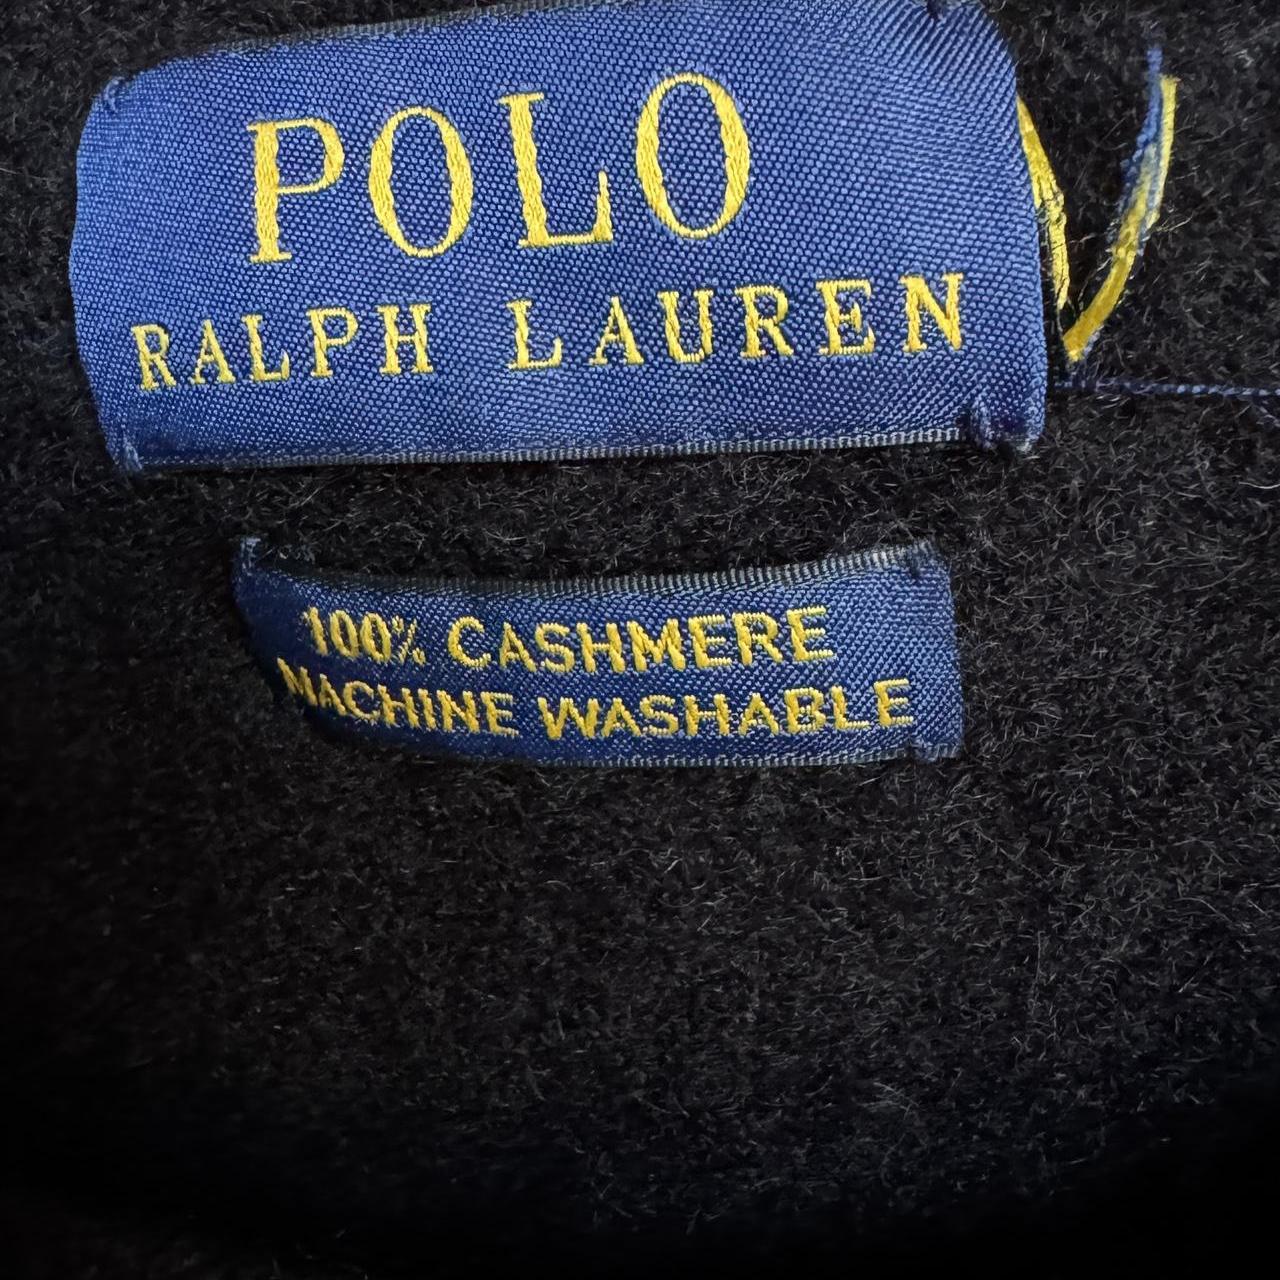 POLO
RALPH LAUREN
100% CASHMERE
MACHINE WASHABLE